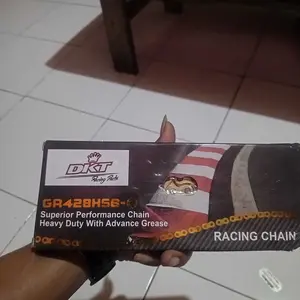 DKT
Racing Parts
GR428HSB-
Superior Performance Chain
Heavy Duty With Advance Grease
RACING CHAIN